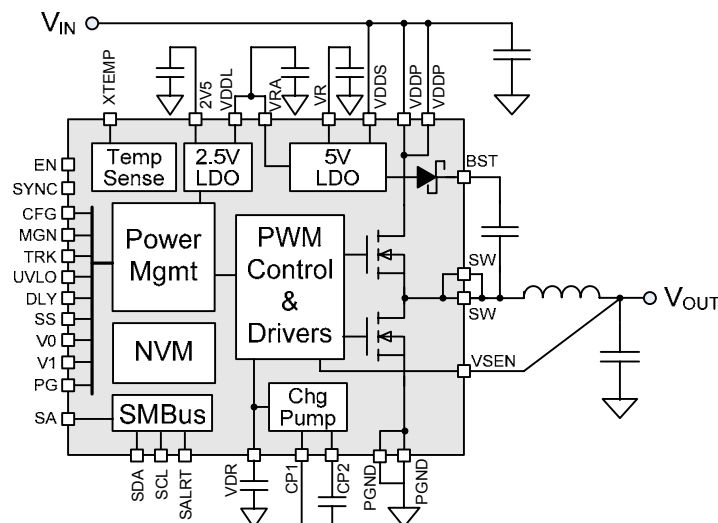 VIN
XTEMP
2V5
VDDL
VRA
VR
VDDS
VDDP
VDDP
EN
SYNC
CFG
MGN
TRK
UVLO
DLY
SS
V0
V1
PG
SA
Temp
Sense
2.5V
LDO
5V
LDO
BST
Power
Mgmt
PWM
Control
&
Drivers
SW
SW
VOUT
NVM
VSEN
Chg
Pump
SMBus
SDA
SCL
SALRT
VDR
CP1
CP2
PGND
PGND